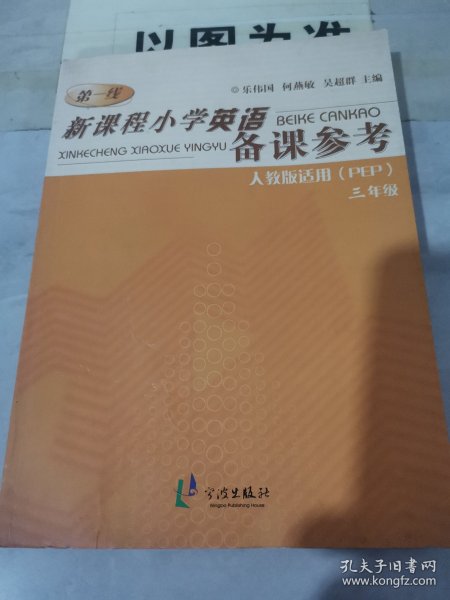 以图为准
第一线
◎乐伟国 何燕敏 吴超群 主编
新课程小学英语 BEIKE CANKAO
XINKECHENG XIAOXUE YINGYU 备课参考
人教版适用（PEP）
三年级
宁波出版社
Ningbo Publishing House
孔夫子旧书网
www.kongfz.com